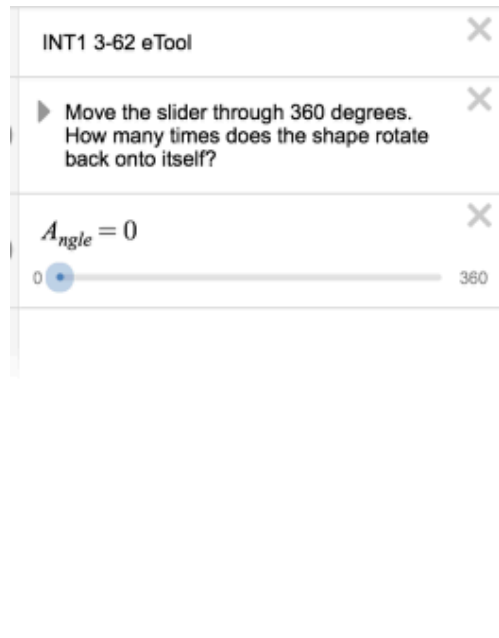 INT1 3-62 eTool
Move the slider through 360 degrees.
How many times does the shape rotate
back onto itself?
Angle = 0
0 360